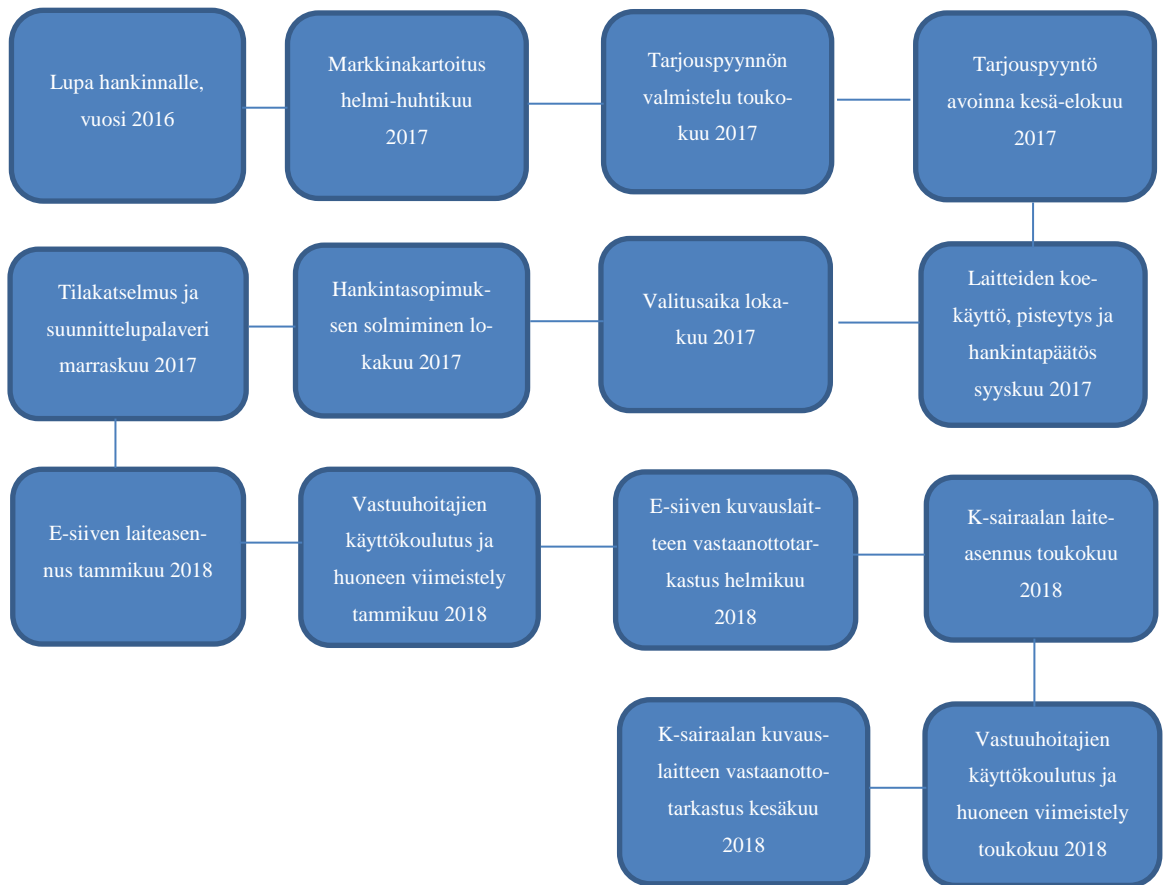 Lupa hankinnalle,
vuosi 2016
Markkinakartoitus
helmi-huhtikuu
2017
Tarjouspyynnön
valmistelu touko-
kuu 2017
Tarjouspyyntö
avoinna kesä-elokuu
2017
Laitteiden koe-
käyttö, pisteytys ja
hankintapäätös
syyskuu 2017
Valitusaika loka-
kuu 2017
Hankintasopimuk-
sen solmiminen lo-
kakuu 2017
Tilakatselmus ja
suunnittelupalaveri
marraskuu 2017
E-siiven laiteasen-
nus tammikuu 2018
Vastuuhoitajien
käyttökoulutus ja
huoneen viimeistely
tammikuu 2018
E-siiven kuvauslait-
teen vastaanottotar-
kastus helmikuu
2018
K-sairaalan laite-
asennus toukokuu
2018
Vastuuhoitajien
käyttökoulutus ja
huoneen viimeistely
toukokuu 2018
K-sairaalan kuvaus-
laitteen vastaanotto-
tarkastus kesäkuu
2018